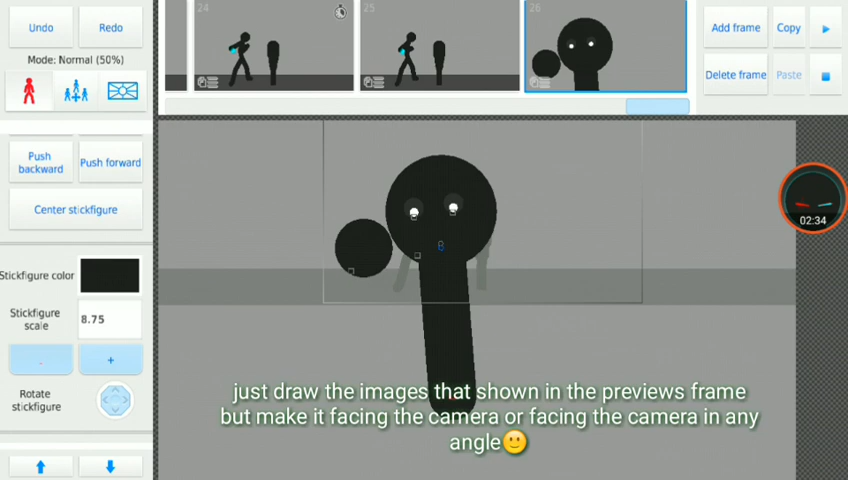 Undo
Redo
24
25
26
Add frame
Copy
Mode: Normal (50%)
Delete frame
Paste
Push backward
Push forward
Center stickfigure
Stickfigure color
Stickfigure scale
8.75
-
+
Rotate stickfigure
02:34
just draw the images that shown in the previews frame
but make it facing the camera or facing the camera in any
angle🙂